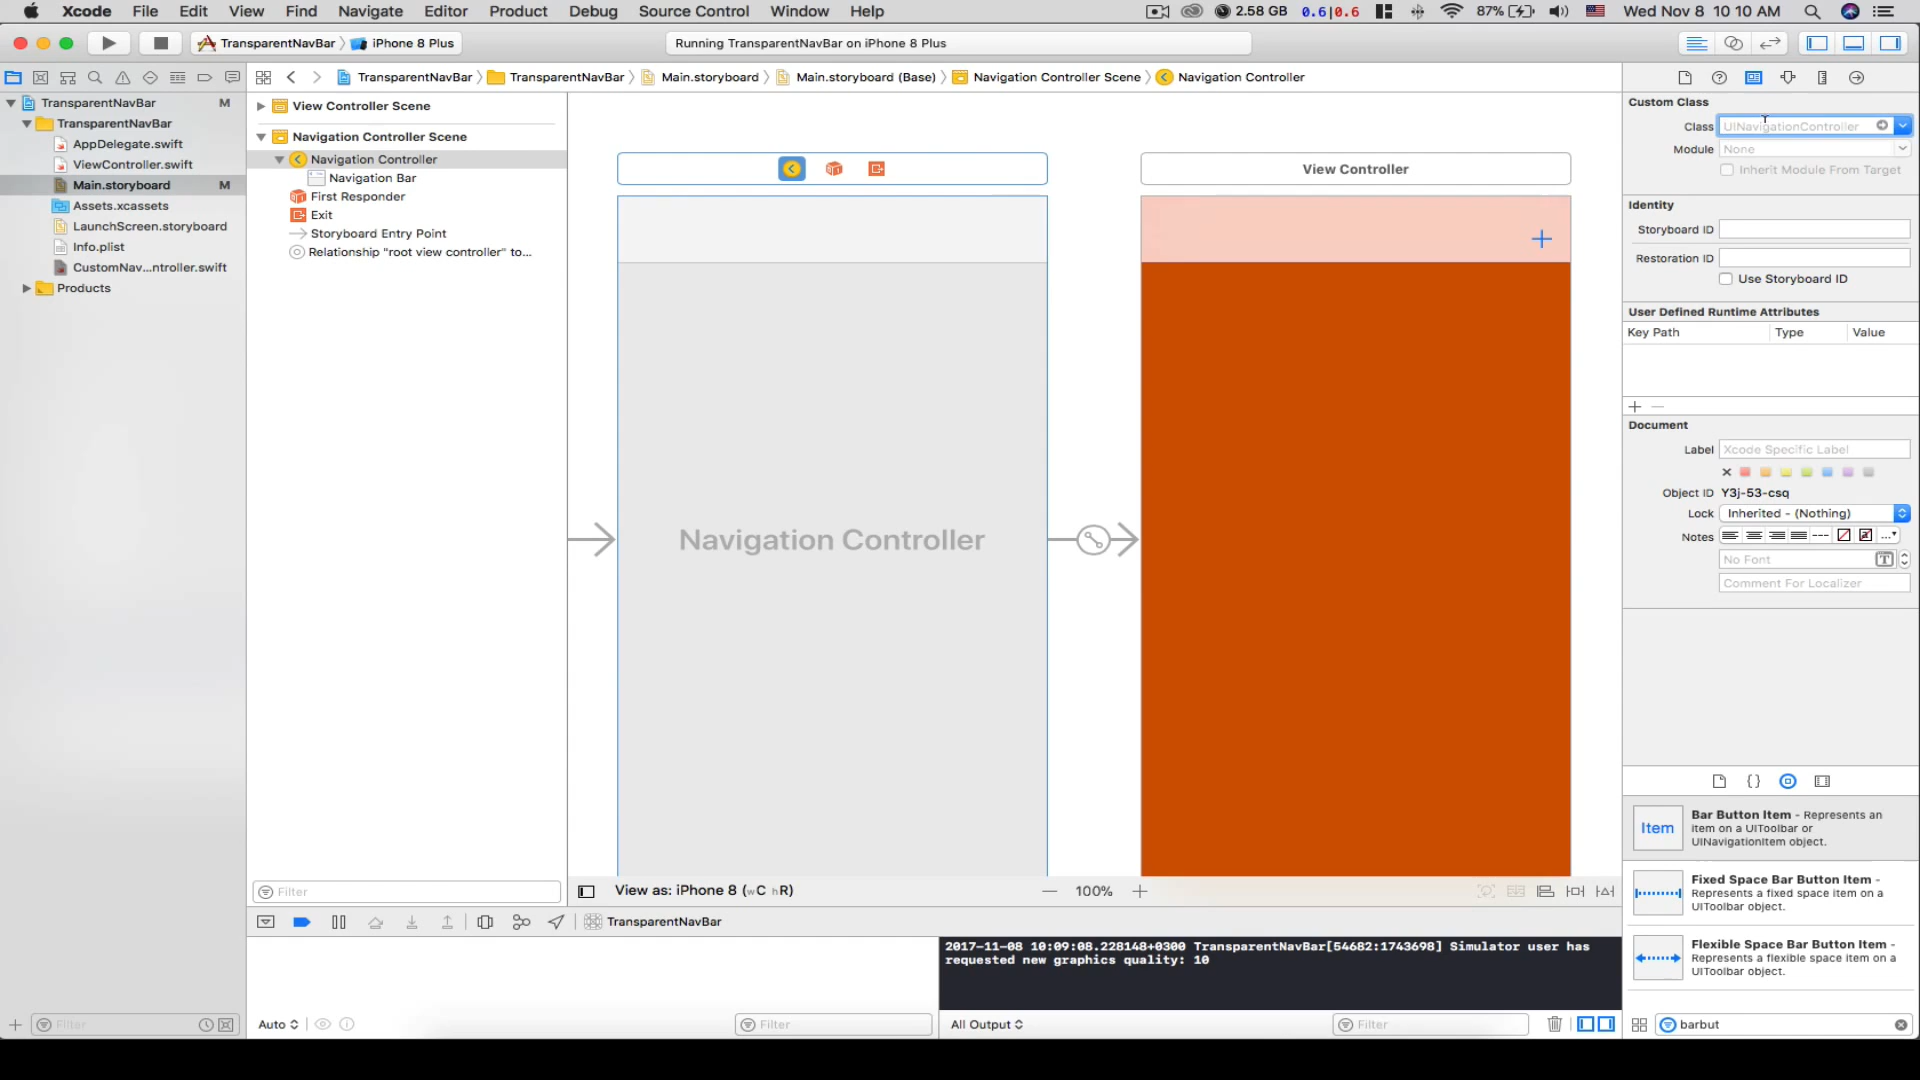 Xcode File Edit View Find Navigate Editor Product Debug Source Control Window Help 2.58 GB 0.6|0.6 87% Wed Nov 8 10 10 AM
TransparentNavBar iPhone 8 Plus Running TransparentNavBar on iPhone 8 Plus
TransparentNavBar TransparentNavBar Main.storyboard Main.storyboard (Base) Navigation Controller Scene Navigation Controller
TransparentNavBar M
TransparentNavBar
AppDelegate.swift
ViewController.swift
Main.storyboard M
Assets.xcassets
LaunchScreen.storyboard
Info.plist
CustomNav...ntroller.swift
Products
Filter
View Controller Scene
Navigation Controller Scene
Navigation Controller
Navigation Bar
First Responder
Exit
Storyboard Entry Point
Relationship "root view controller" to...
Filter
View Controller
Navigation Controller
View as: iPhone 8 (wC hR) 100%
TransparentNavBar
Auto Filter
2017-11-08 10:09:08.228148+0300 TransparentNavBar[54682:1743698] Simulator user has
requested new graphics quality: 10
All Output Filter
Custom Class
Class UINavigationController
Module None
Inherit Module From Target
Identity
Storyboard ID
Restoration ID
Use Storyboard ID
User Defined Runtime Attributes
Key Path Type Value
Document
Label Xcode Specific Label
Object ID Y3j-53-csq
Lock Inherited - (Nothing)
Notes
No Font
Comment For Localizer
Item
Bar Button Item - Represents an
item on a UIToolbar or
UINavigationItem object.
Fixed Space Bar Button Item -
Represents a fixed space item on a
UIToolbar object.
Flexible Space Bar Button Item -
Represents a flexible space item on a
UIToolbar object.
barbut